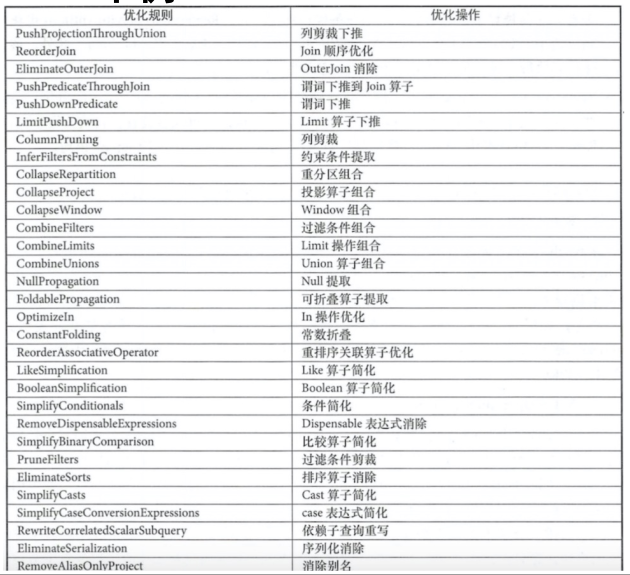 优化规则 优化操作
PushProjectionThroughUnion 列剪裁下推
ReorderJoin Join 顺序优化
EliminateOuterJoin OuterJoin 消除
PushPredicateThroughJoin 谓词下推到 Join 算子
PushDownPredicate 谓词下推
LimitPushDown Limit 算子下推
ColumnPruning 列剪裁
InferFiltersFromConstraints 约束条件提取
CollapseRepartition 重分区组合
CollapseProject 投影算子组合
CollapseWindow Window 组合
CombineFilters 过滤条件组合
CombineLimits Limit 操作组合
CombineUnions Union 算子组合
NullPropagation Null 提取
FoldablePropagation 可折叠算子提取
OptimizeIn In 操作优化
ConstantFolding 常数折叠
ReorderAssociativeOperator 重排序关联算子优化
LikeSimplification Like 算子简化
BooleanSimplification Boolean 算子简化
SimplifyConditionals 条件简化
RemoveDispensableExpressions Dispensable 表达式消除
SimplifyBinaryComparison 比较算子简化
PruneFilters 过滤条件剪裁
EliminateSorts 排序算子消除
SimplifyCasts Cast 算子简化
SimplifyCaseConversionExpressions case 表达式简化
RewriteCorrelatedScalarSubquery 依赖子查询重写
EliminateSerialization 序列化消除
RemoveAliasOnlyProject 消除别名